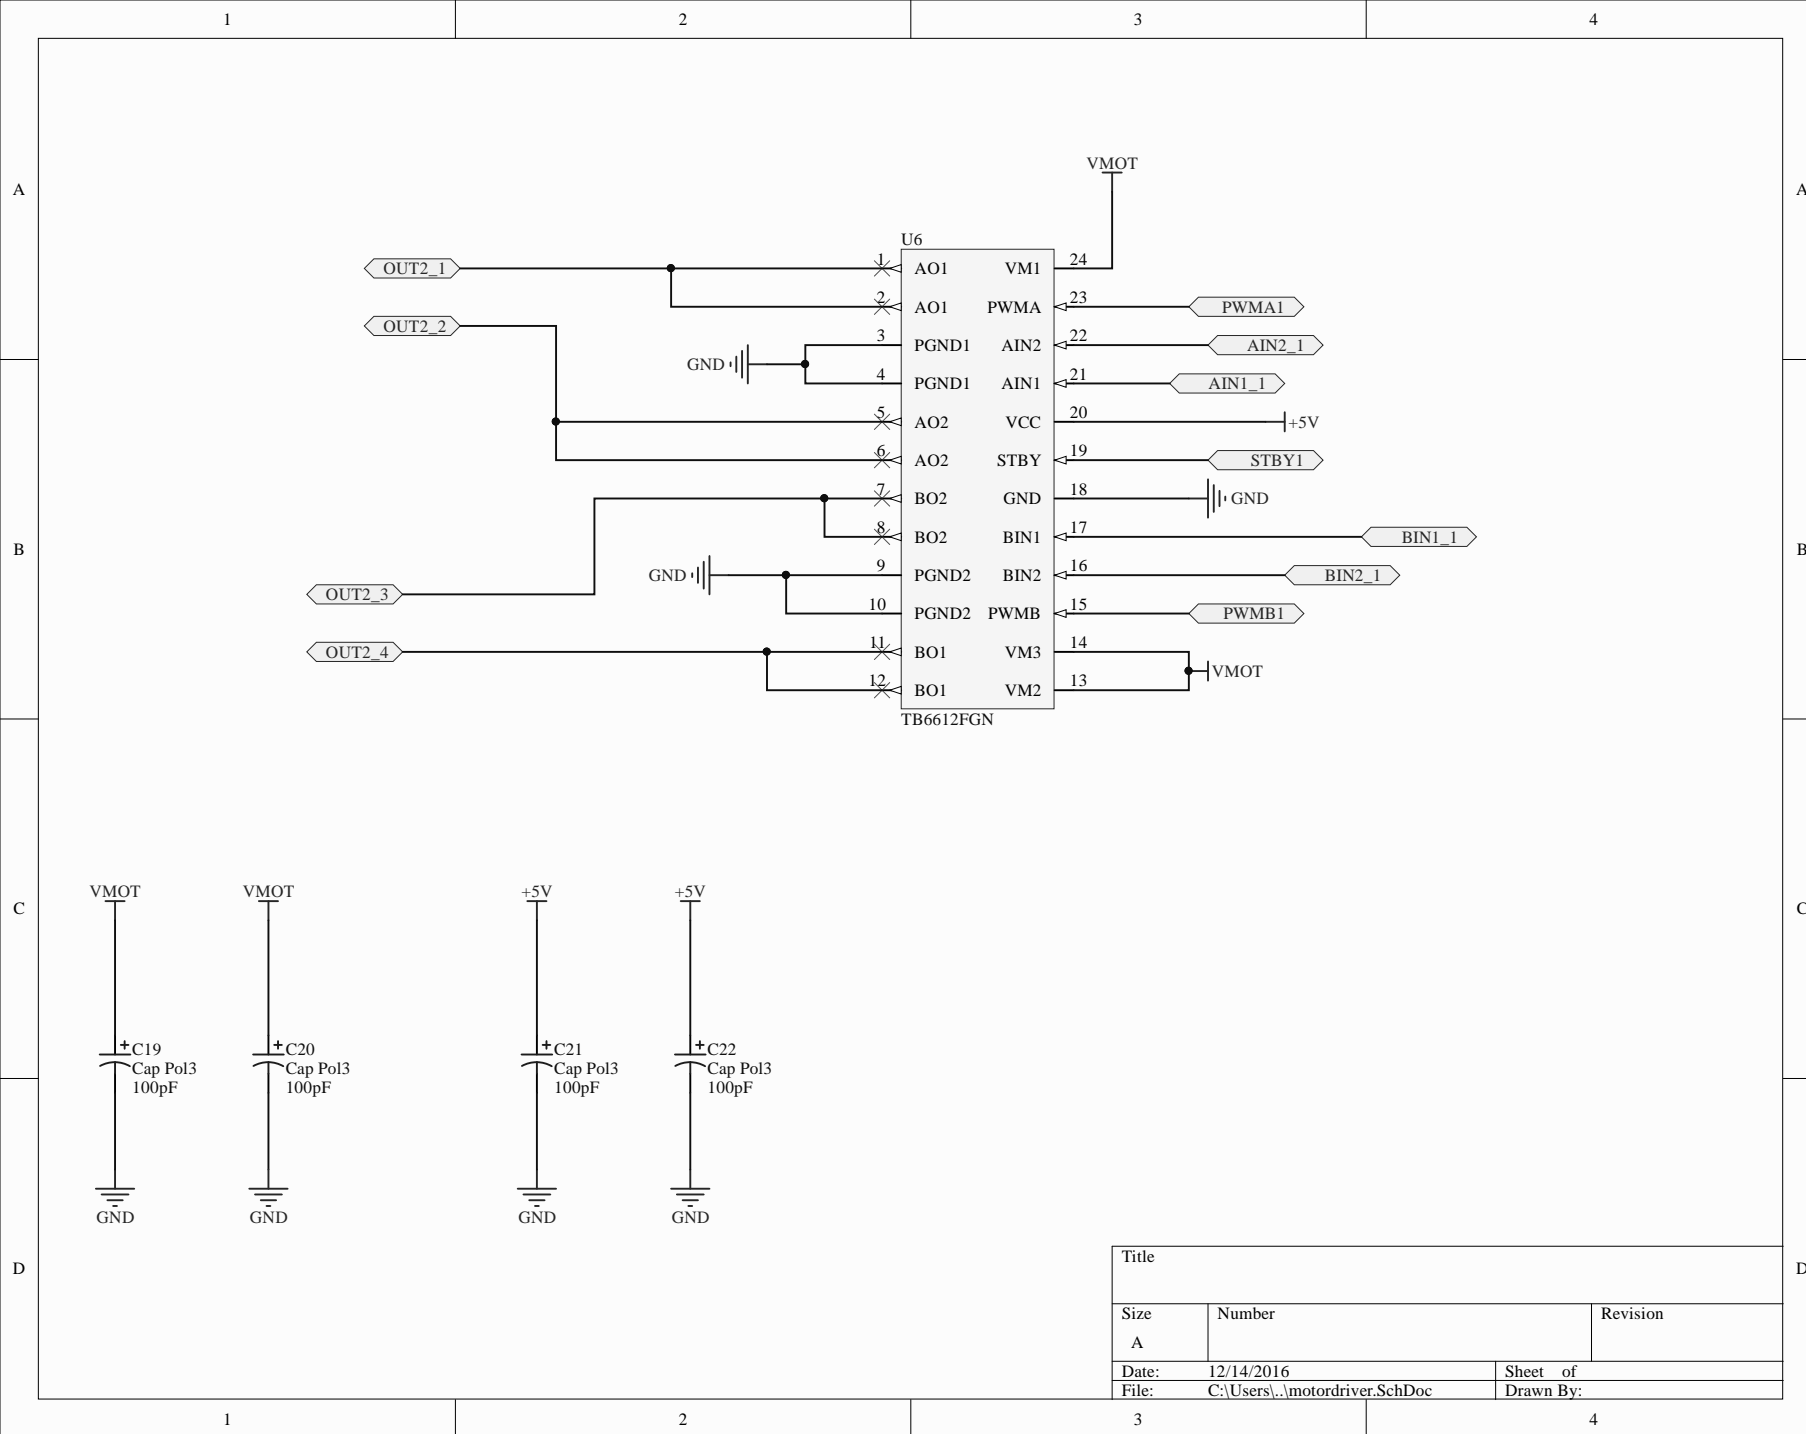 1 2 3 4
A A
VMOT
U6
OUT2_1 1 AO1 VM1 24
2 AO1 PWMA 23 PWMA1
OUT2_2
3 PGND1 AIN2 22 AIN2_1
GND
4 PGND1 AIN1 21 AIN1_1
5 AO2 VCC 20 +5V
6 AO2 STBY 19 STBY1
7 BO2 GND 18 GND
8 BO2 BIN1 17 BIN1_1
B B
GND 9 PGND2 BIN2 16 BIN2_1
OUT2_3
10 PGND2 PWMB 15 PWMB1
OUT2_4 11 BO1 VM3 14
VMOT
12 BO1 VM2 13
TB6612FGN
VMOT VMOT +5V +5V
C C
C19 C20 C21 C22
Cap Pol3 Cap Pol3 Cap Pol3 Cap Pol3
100pF 100pF 100pF 100pF
GND GND GND GND
Title
D D
Size Number Revision
A
Date: 12/14/2016 Sheet of
File: C:\Users\..\motordriver.SchDoc Drawn By:
1 2 3 4